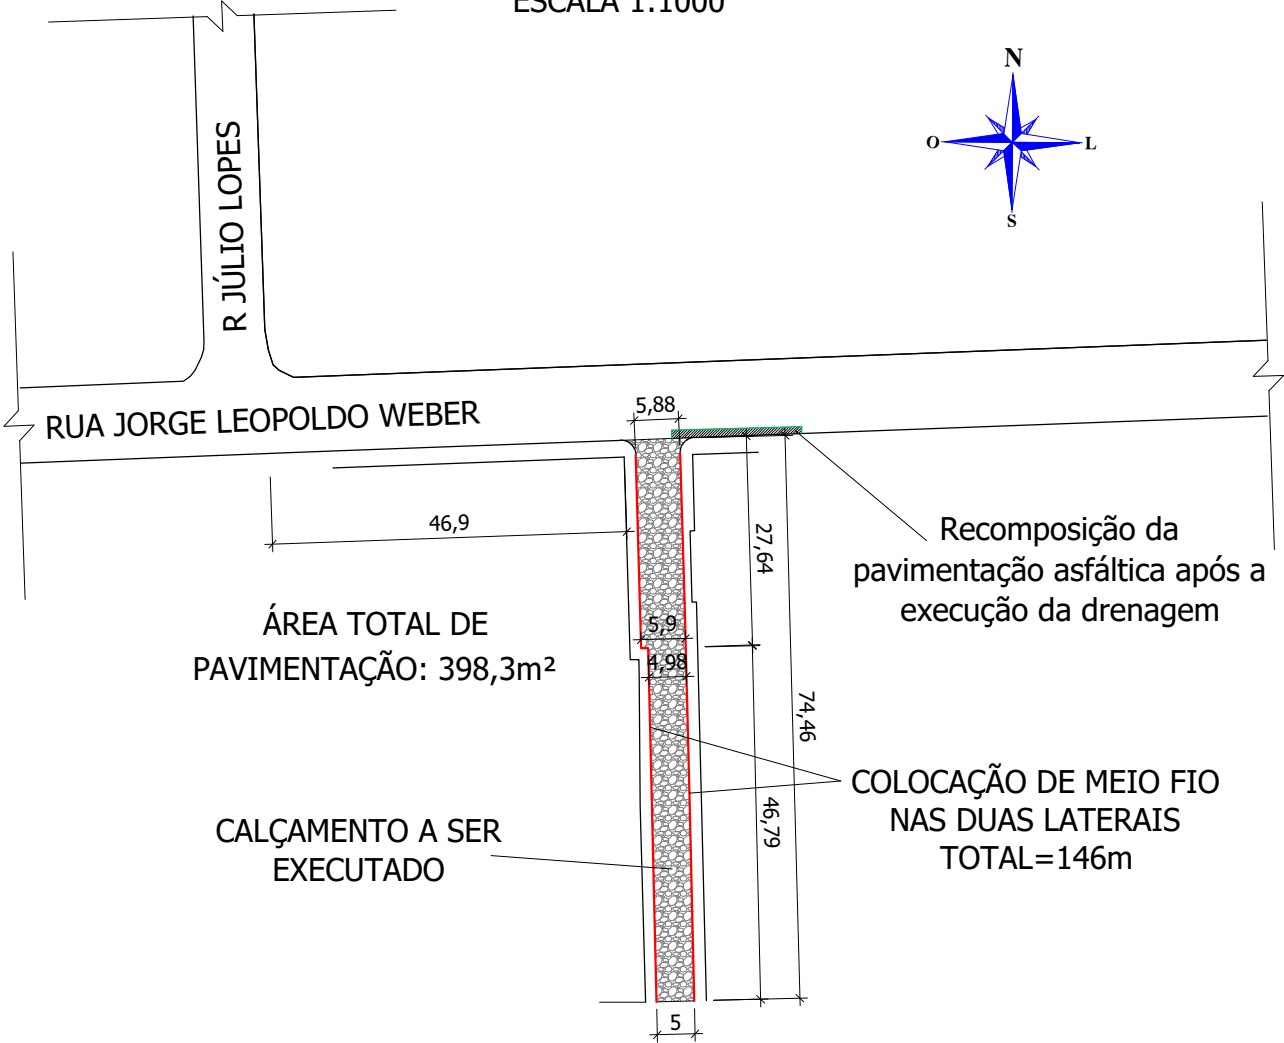 ESCALA 1:1000
N
O
L
S
R JÚLIO LOPES
RUA JORGE LEOPOLDO WEBER
5,88
46,9
27,64
Recomposição da
pavimentação asfáltica após a
execução da drenagem
ÁREA TOTAL DE
PAVIMENTAÇÃO: 398,3m²
5,9
4,98
74,46
COLOCAÇÃO DE MEIO FIO
NAS DUAS LATERAIS
TOTAL=146m
46,79
CALÇAMENTO A SER
EXECUTADO
5